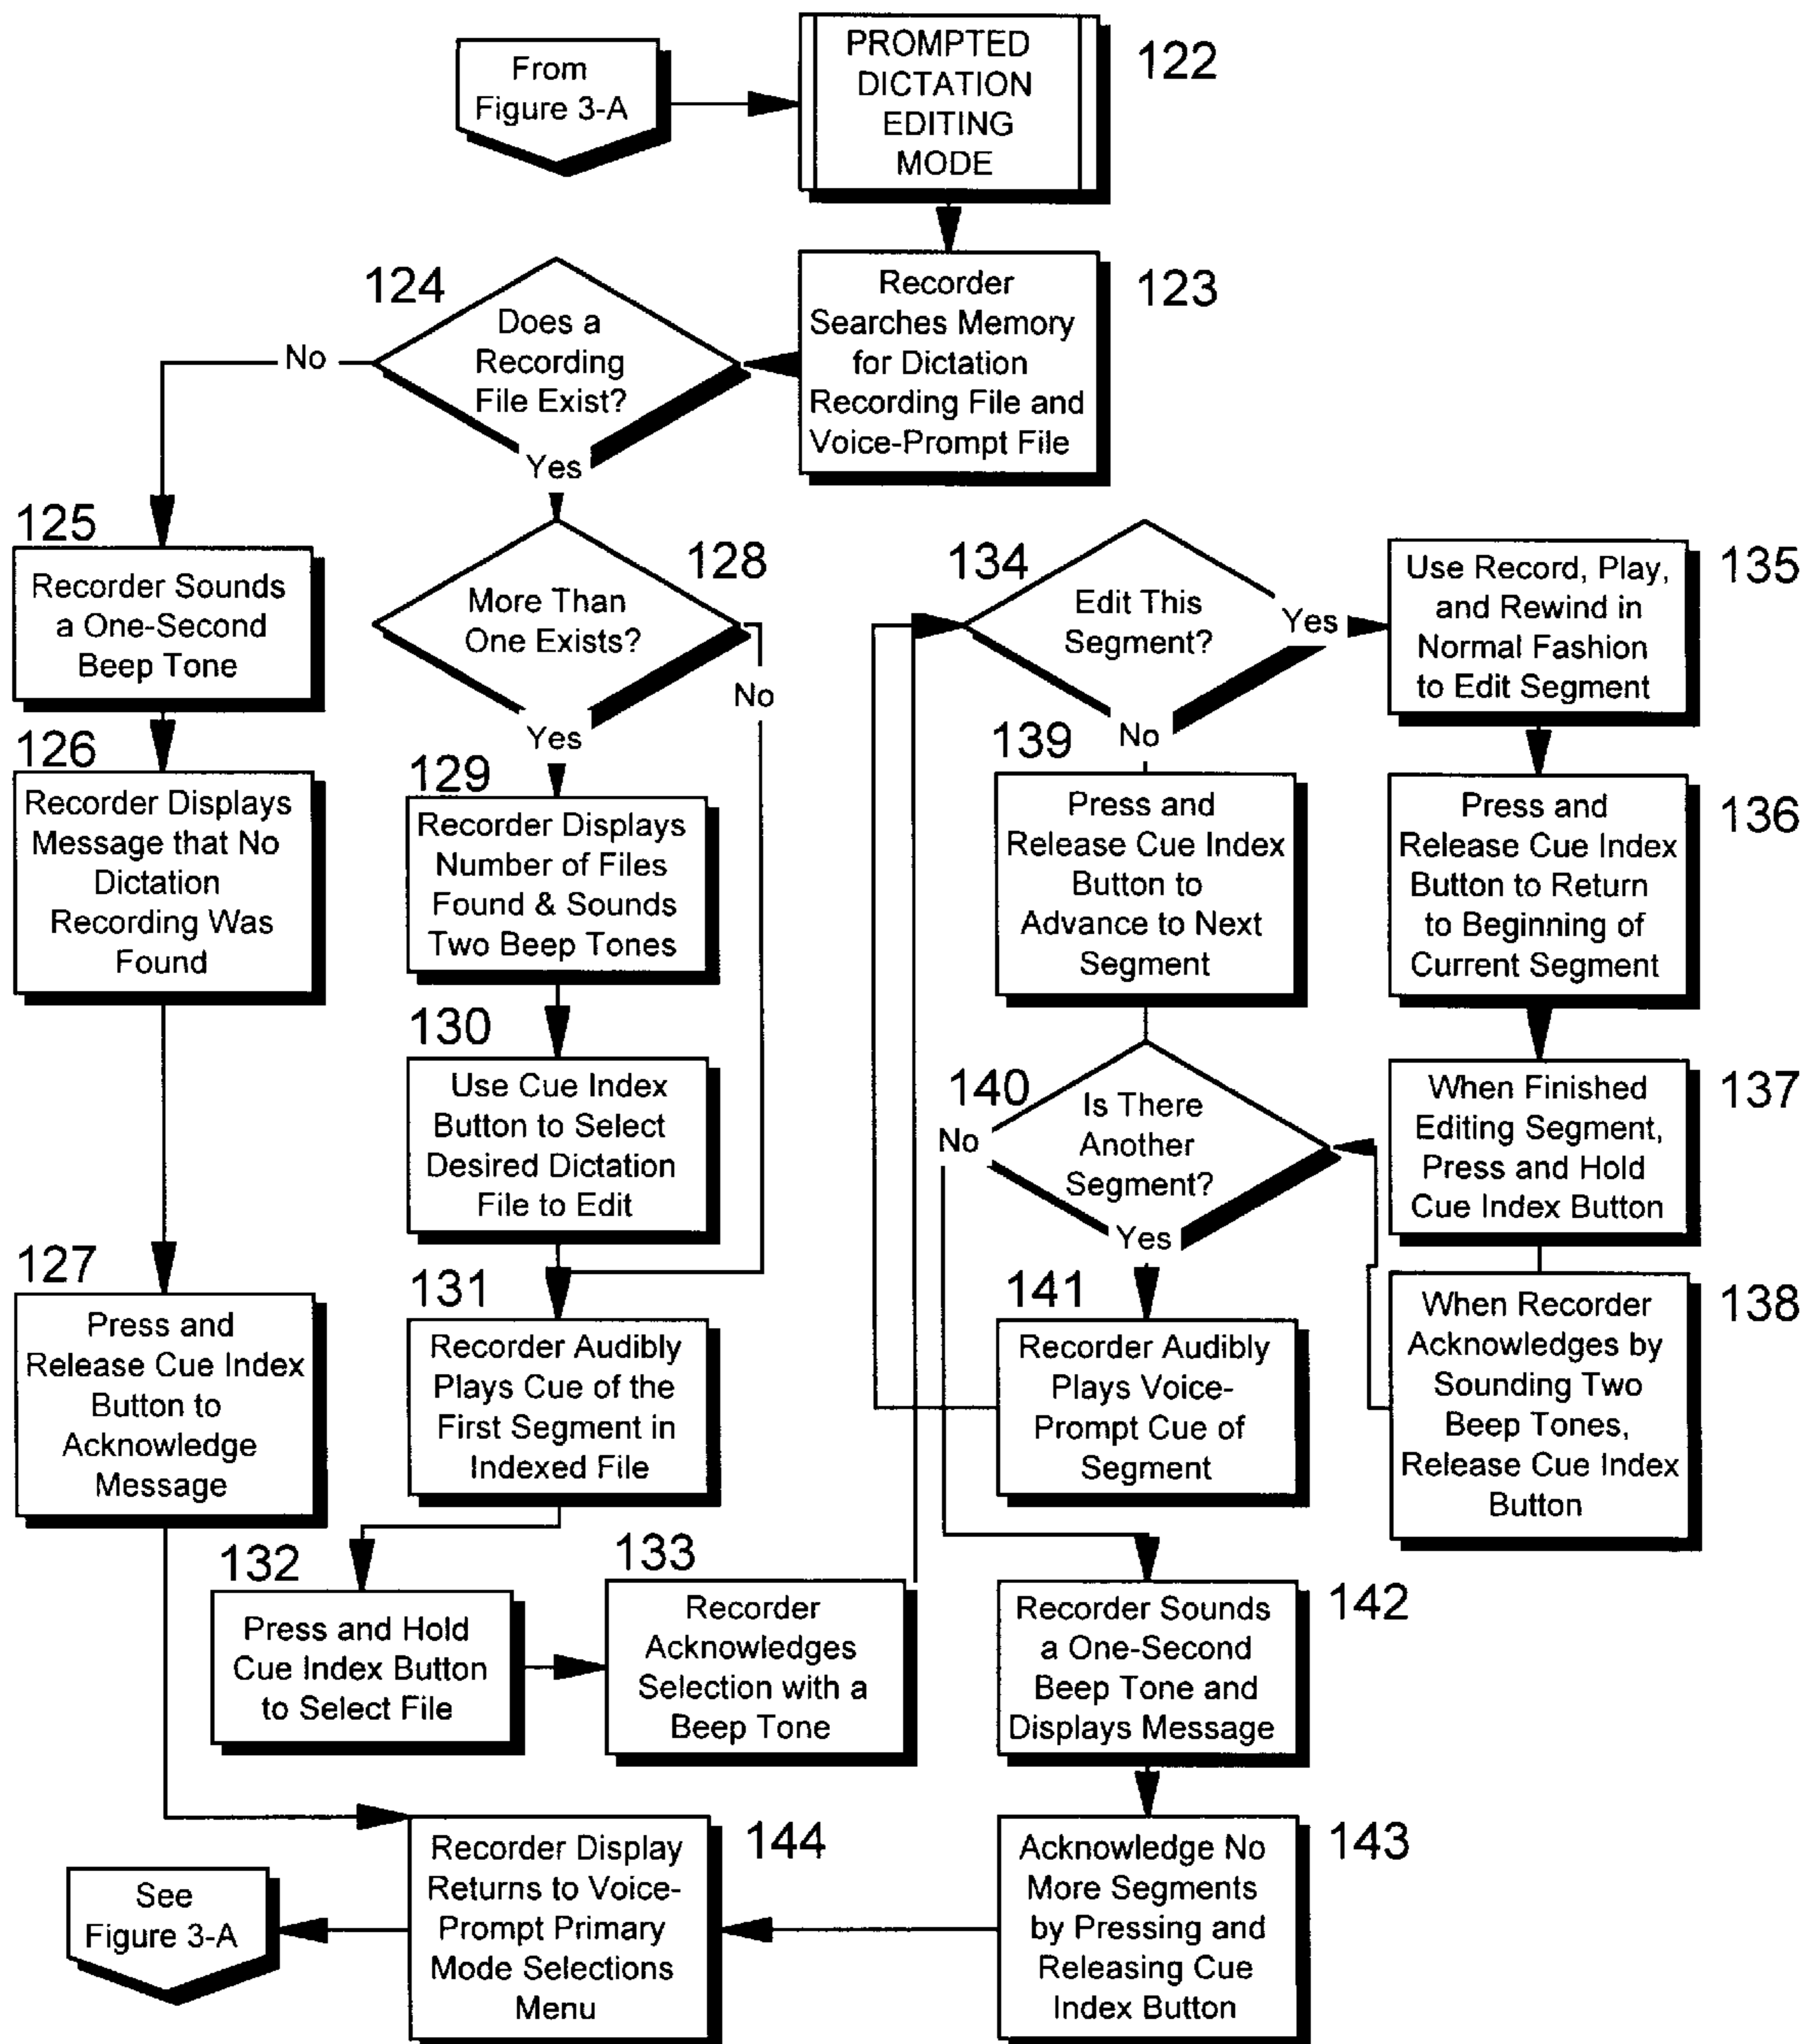 From
Figure 3-A
PROMPTED
DICTATION
EDITING
MODE
122
Recorder
Searches Memory
for Dictation
Recording File and
Voice-Prompt File
123
124
Does a
Recording
File Exist?
No
Yes
125
Recorder Sounds
a One-Second
Beep Tone
126
Recorder Displays
Message that No
Dictation
Recording Was
Found
127
Press and
Release Cue Index
Button to
Acknowledge
Message
128
More Than
One Exists?
No
Yes
129
Recorder Displays
Number of Files
Found & Sounds
Two Beep Tones
130
Use Cue Index
Button to Select
Desired Dictation
File to Edit
131
Recorder Audibly
Plays Cue of the
First Segment in
Indexed File
132
Press and Hold
Cue Index Button
to Select File
133
Recorder
Acknowledges
Selection with a
Beep Tone
134
Edit This
Segment?
Yes
No
135
Use Record, Play,
and Rewind in
Normal Fashion
to Edit Segment
136
Press and
Release Cue Index
Button to Return
to Beginning of
Current Segment
137
When Finished
Editing Segment,
Press and Hold
Cue Index Button
138
When Recorder
Acknowledges by
Sounding Two
Beep Tones,
Release Cue Index
Button
139
Press and
Release Cue Index
Button to
Advance to Next
Segment
140
Is There
Another
Segment?
No
Yes
141
Recorder Audibly
Plays Voice-
Prompt Cue of
Segment
142
Recorder Sounds
a One-Second
Beep Tone and
Displays Message
143
Acknowledge No
More Segments
by Pressing and
Releasing Cue
Index Button
144
Recorder Display
Returns to Voice-
Prompt Primary
Mode Selections
Menu
See
Figure 3-A